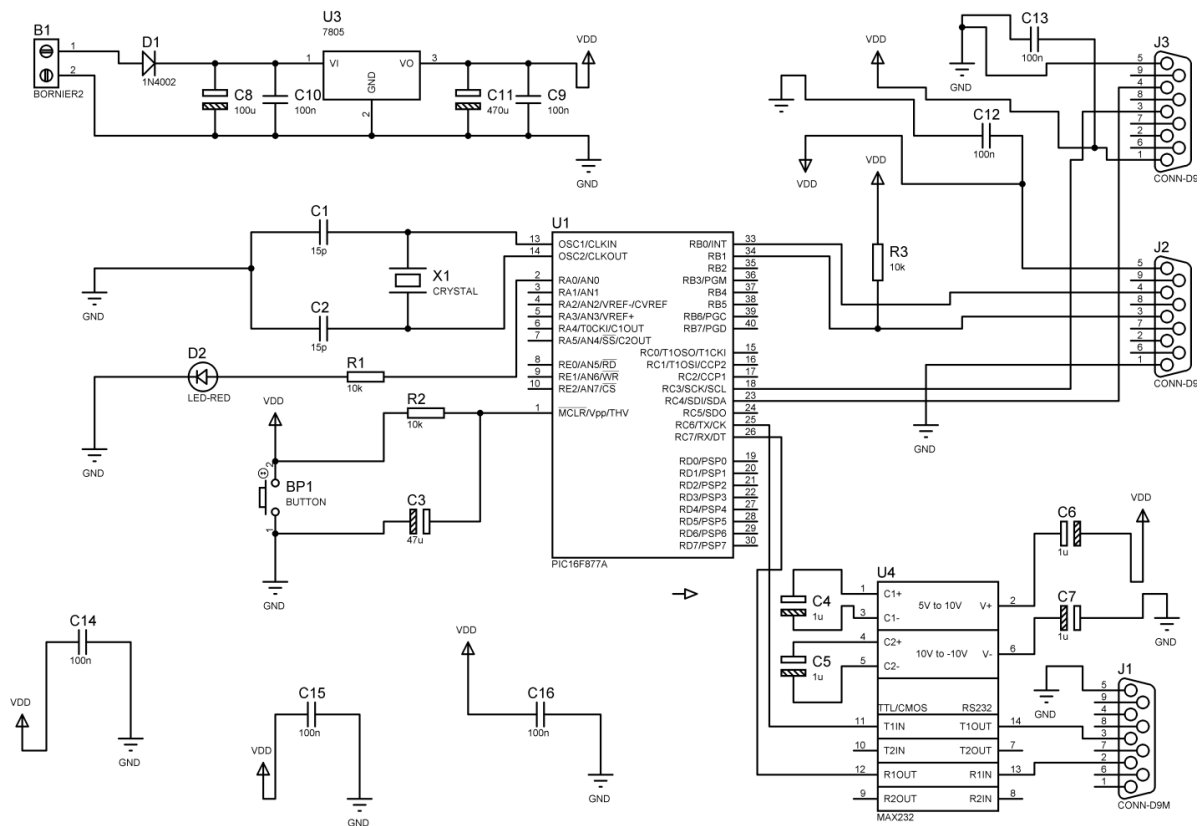 B1
1
2
BORNIER2
D1
1N4002
C8
100u
C10
100n
U3
7805
1
VI
VO
3
GND
2
C11
470u
C9
100n
VDD
GND
C13
100n
GND
VDD
C12
100n
VDD
VDD
R3
10k
J3
5
9
4
8
3
7
2
6
1
CONN-D9
J2
5
9
4
8
3
7
2
6
1
CONN-D9
GND
C1
15p
C2
15p
X1
CRYSTAL
GND
D2
LED-RED
R1
10k
GND
VDD
R2
10k
2
BP1
BUTTON
1
C3
47u
GND
U1
13 OSC1/CLKIN
14 OSC2/CLKOUT
2 RA0/AN0
3 RA1/AN1
4 RA2/AN2/VREF-/CVREF
5 RA3/AN3/VREF+
6 RA4/T0CKI/C1OUT
7 RA5/AN4/SS/C2OUT
8 RE0/AN5/RD
9 RE1/AN6/WR
10 RE2/AN7/CS
1 MCLR/Vpp/THV
RB0/INT 33
RB1 34
RB2 35
RB3/PGM 36
RB4 37
RB5 38
RB6/PGC 39
RB7/PGD 40
RC0/T1OSO/T1CKI 15
RC1/T1OSI/CCP2 16
RC2/CCP1 17
RC3/SCK/SCL 18
RC4/SDI/SDA 23
RC5/SDO 24
RC6/TX/CK 25
RC7/RX/DT 26
RD0/PSP0 19
RD1/PSP1 20
RD2/PSP2 21
RD3/PSP3 22
RD4/PSP4 27
RD5/PSP5 28
RD6/PSP6 29
RD7/PSP7 30
PIC16F877A
C4
1u
C5
1u
U4
1 C1+
3 C1-
5V to 10V
V+ 2
4 C2+
5 C2-
10V to -10V
V- 6
TTL/CMOS RS232
11 T1IN T1OUT 14
10 T2IN T2OUT 7
12 R1OUT R1IN 13
9 R2OUT R2IN 8
MAX232
C6
1u
VDD
C7
1u
GND
GND
J1
5
9
4
8
3
7
2
6
1
CONN-D9M
C14
100n
VDD
GND
C15
100n
VDD
GND
VDD
C16
100n
GND